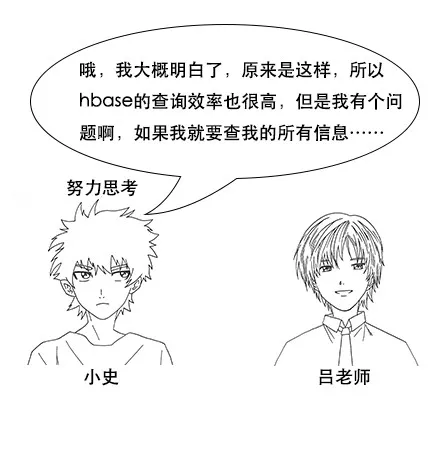 哦，我大概明白了，原来是这样，所以
hbase的查询效率也很高，但是我有个问
题啊，如果我就要查我的所有信息……
努力思考
小史
吕老师